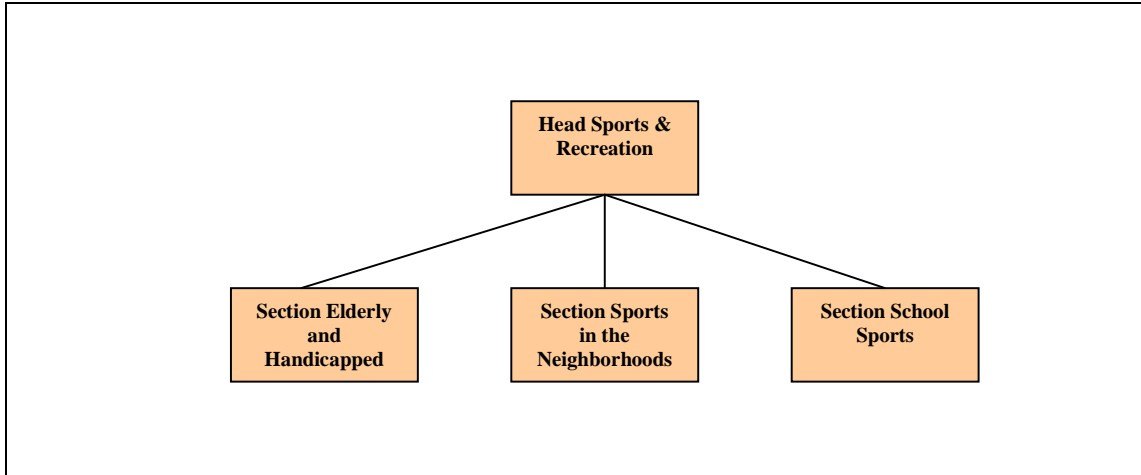 Head Sports &
Recreation
Section Elderly
and
Handicapped
Section Sports
in the
Neighborhoods
Section School
Sports